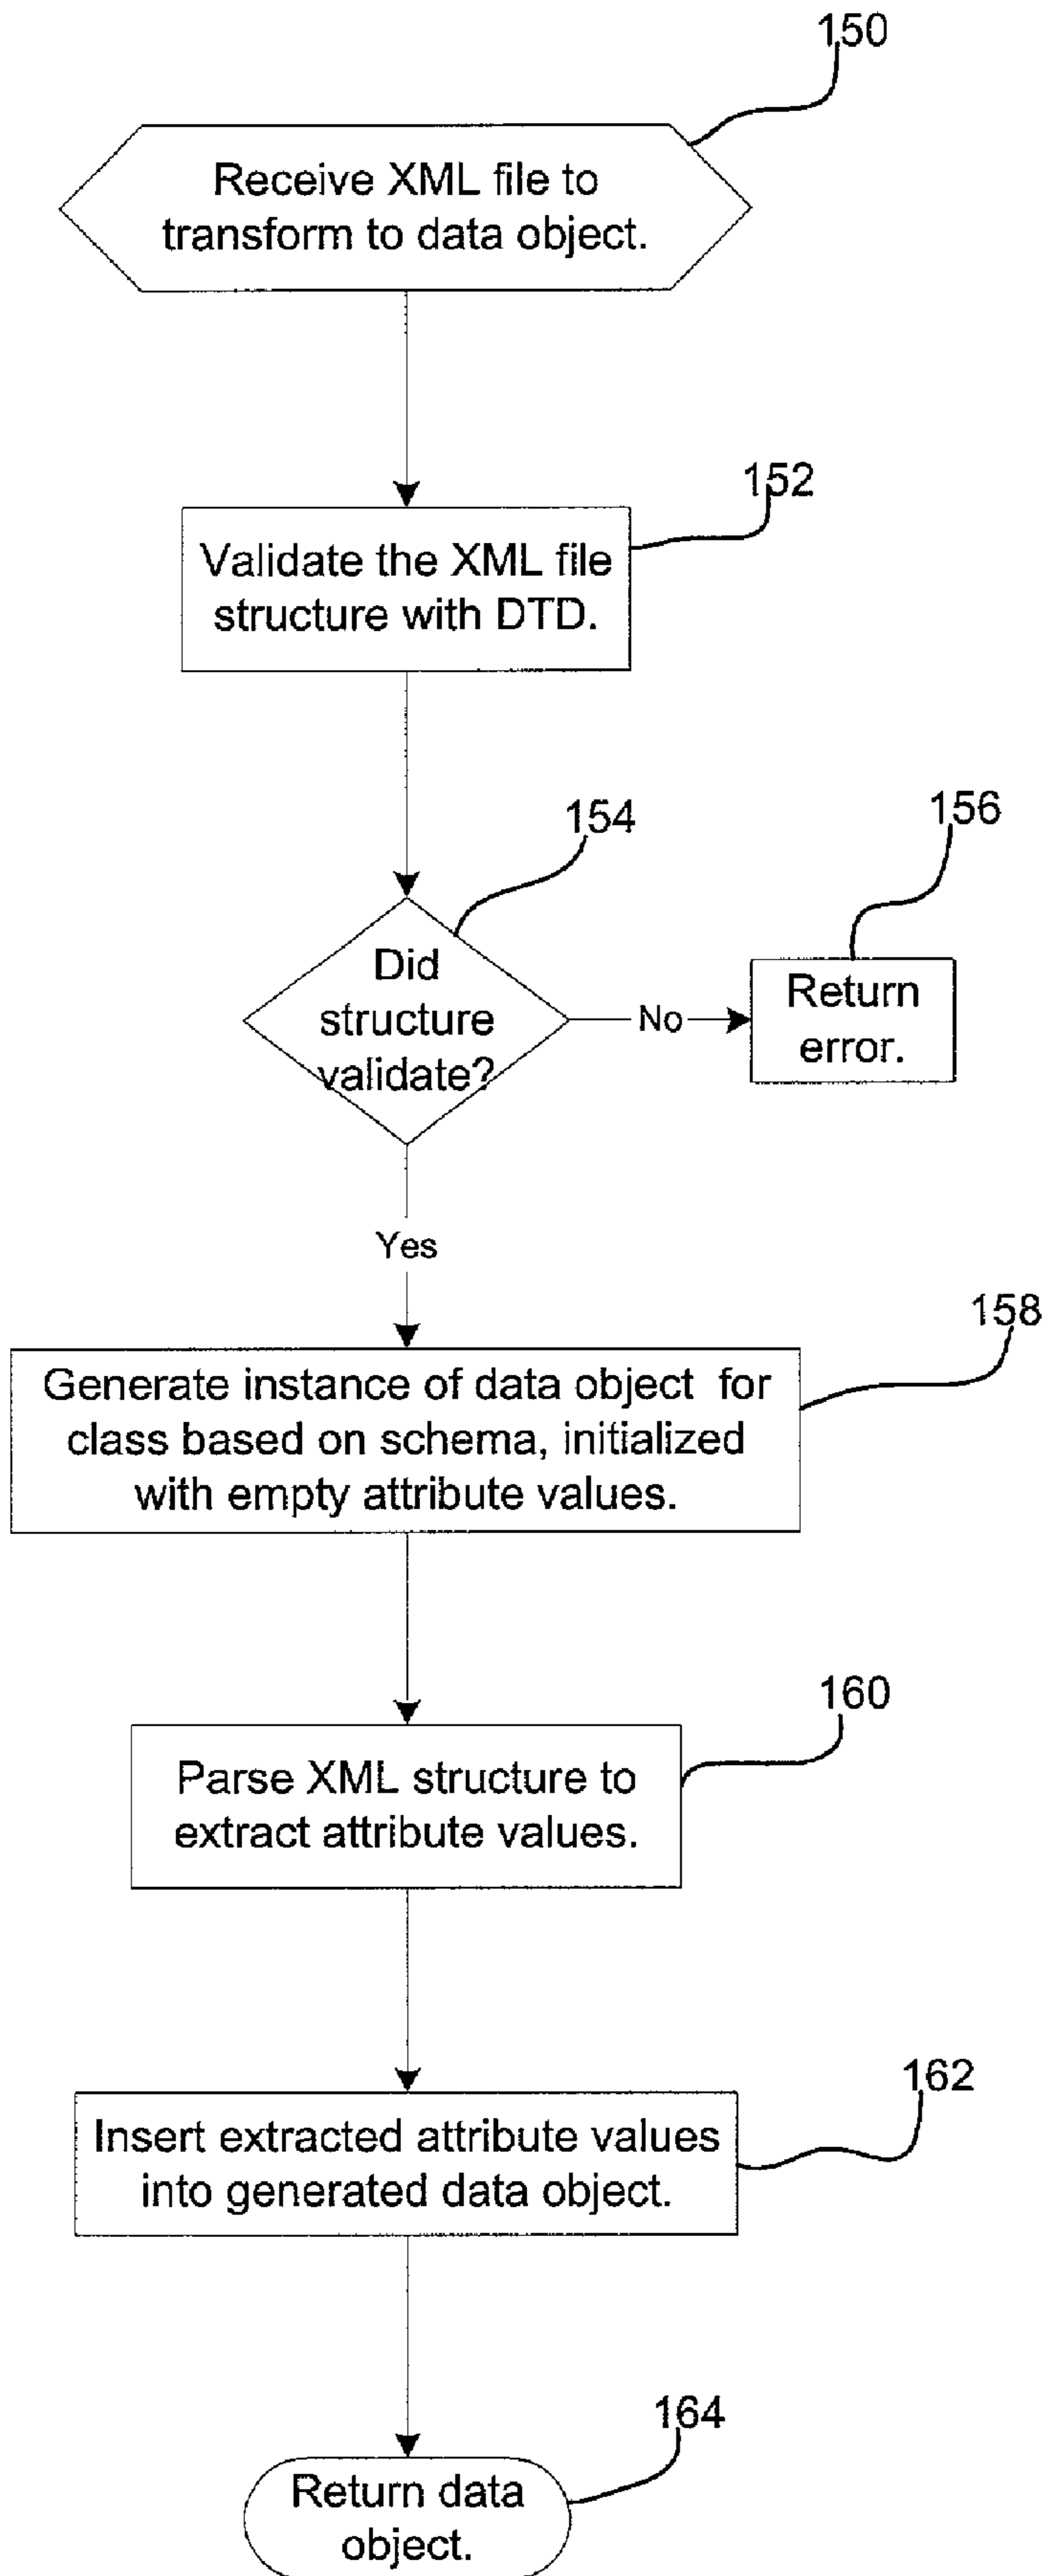 150
Receive XML file to
transform to data object.
152
Validate the XML file
structure with DTD.
154
156
Did
structure
validate?
No
Return
error.
Yes
158
Generate instance of data object for
class based on schema, initialized
with empty attribute values.
160
Parse XML structure to
extract attribute values.
162
Insert extracted attribute values
into generated data object.
164
Return data
object.